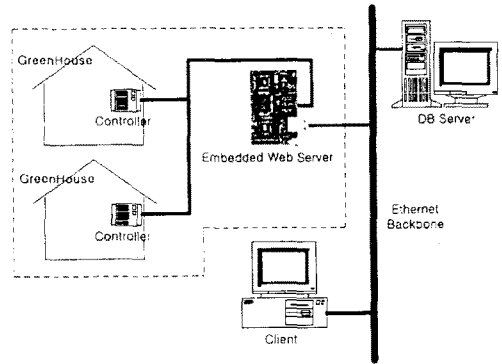 GreenHouse
Controller
GreenHouse
Controller
Embedded Web Server
DB Server
Ethernet
Backbone
Client